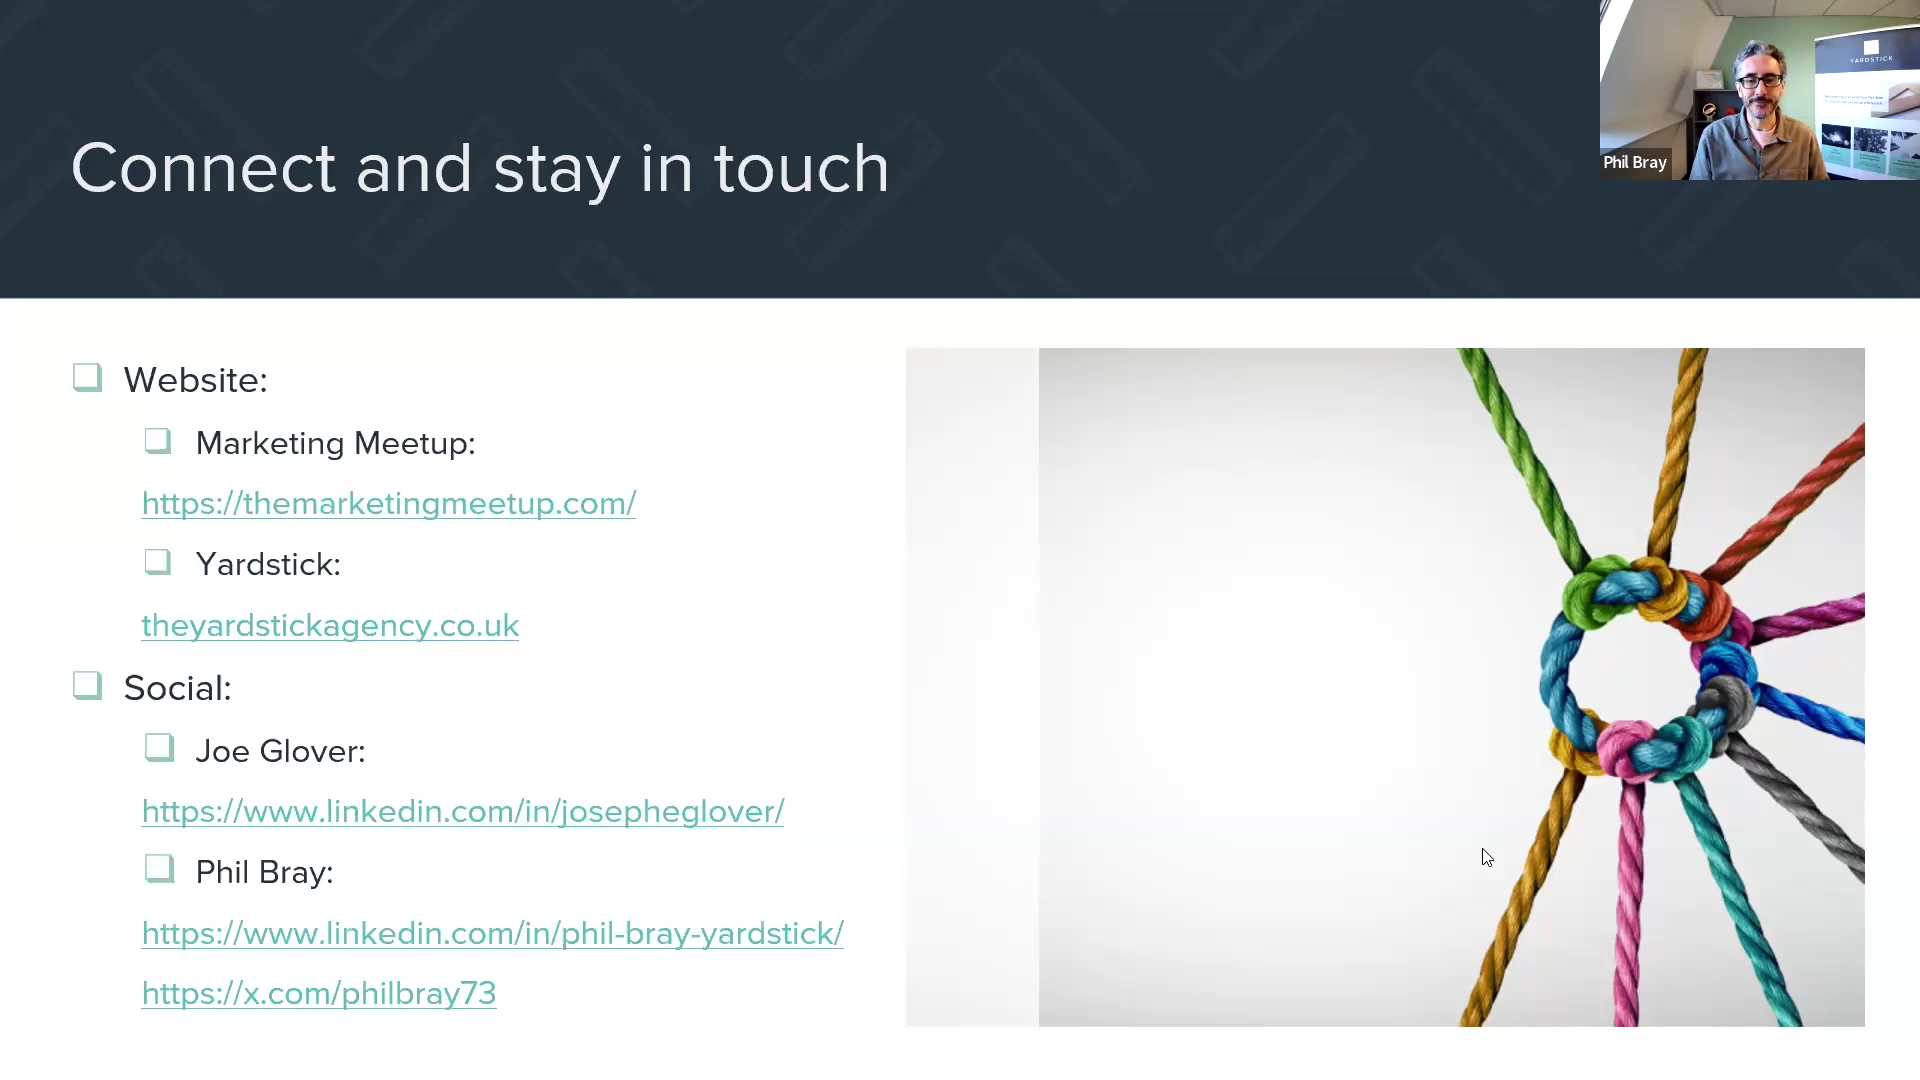 Connect and stay in touch
YARDSTICK
Phil Bray
Website:
Marketing Meetup:
https://themarketingmeetup.com/
Yardstick:
theyardstickagency.co.uk
Social:
Joe Glover:
https://www.linkedin.com/in/josepheglover/
Phil Bray:
https://www.linkedin.com/in/phil-bray-yardstick/
https://x.com/philbray73